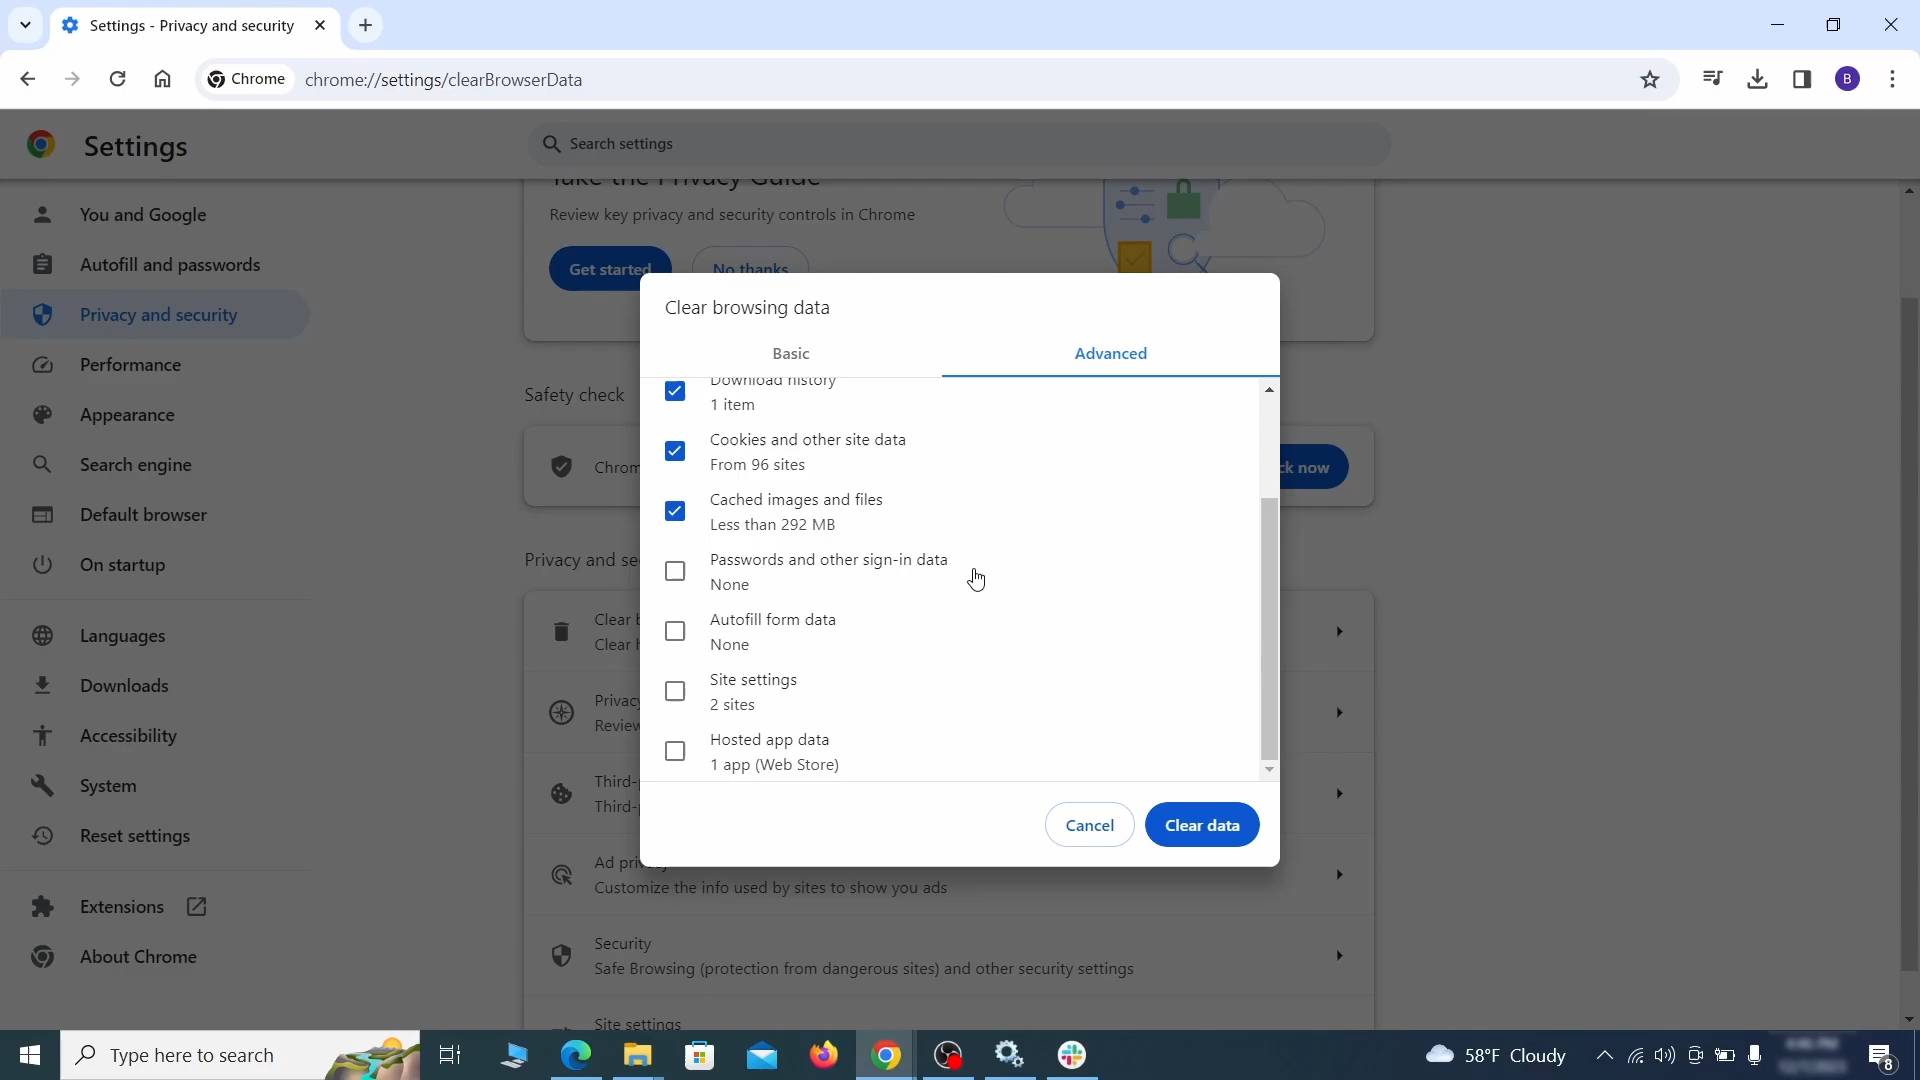 Settings - Privacy and security
Chrome
chrome://settings/clearBrowserData
B
Settings
Search settings
You and Google
Autofill and passwords
Privacy and security
Performance
Appearance
Search engine
Default browser
On startup
Languages
Downloads
Accessibility
System
Reset settings
Extensions
About Chrome
Take the Privacy Guide
Review key privacy and security controls in Chrome
Get started
No thanks
Safety check
Chrom
ck now
Privacy and se
Clear b
Clear h
Privacy
Review
Third-p
Third-p
Ad priva
Customize the info used by sites to show you ads
Security
Safe Browsing (protection from dangerous sites) and other security settings
Site settings
Clear browsing data
Basic
Advanced
Download history
1 item
Cookies and other site data
From 96 sites
Cached images and files
Less than 292 MB
Passwords and other sign-in data
None
Autofill form data
None
Site settings
2 sites
Hosted app data
1 app (Web Store)
Cancel
Clear data
Type here to search
58°F Cloudy
8